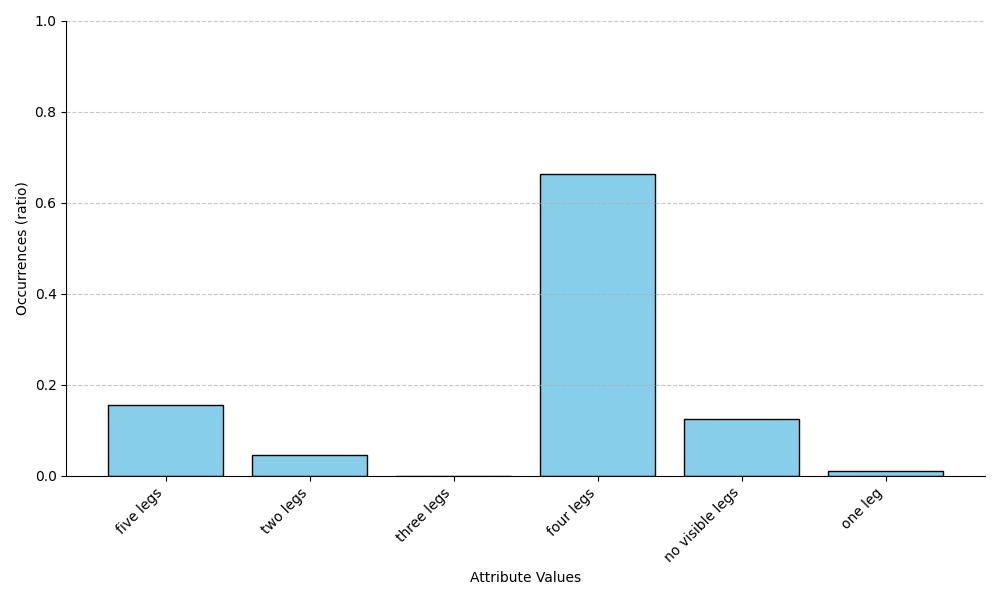 1.0
0.8
0.6
0.4
0.2
0.0
Occurrences (ratio)
five legs
two legs
three legs
four legs
no visible legs
one leg
Attribute Values